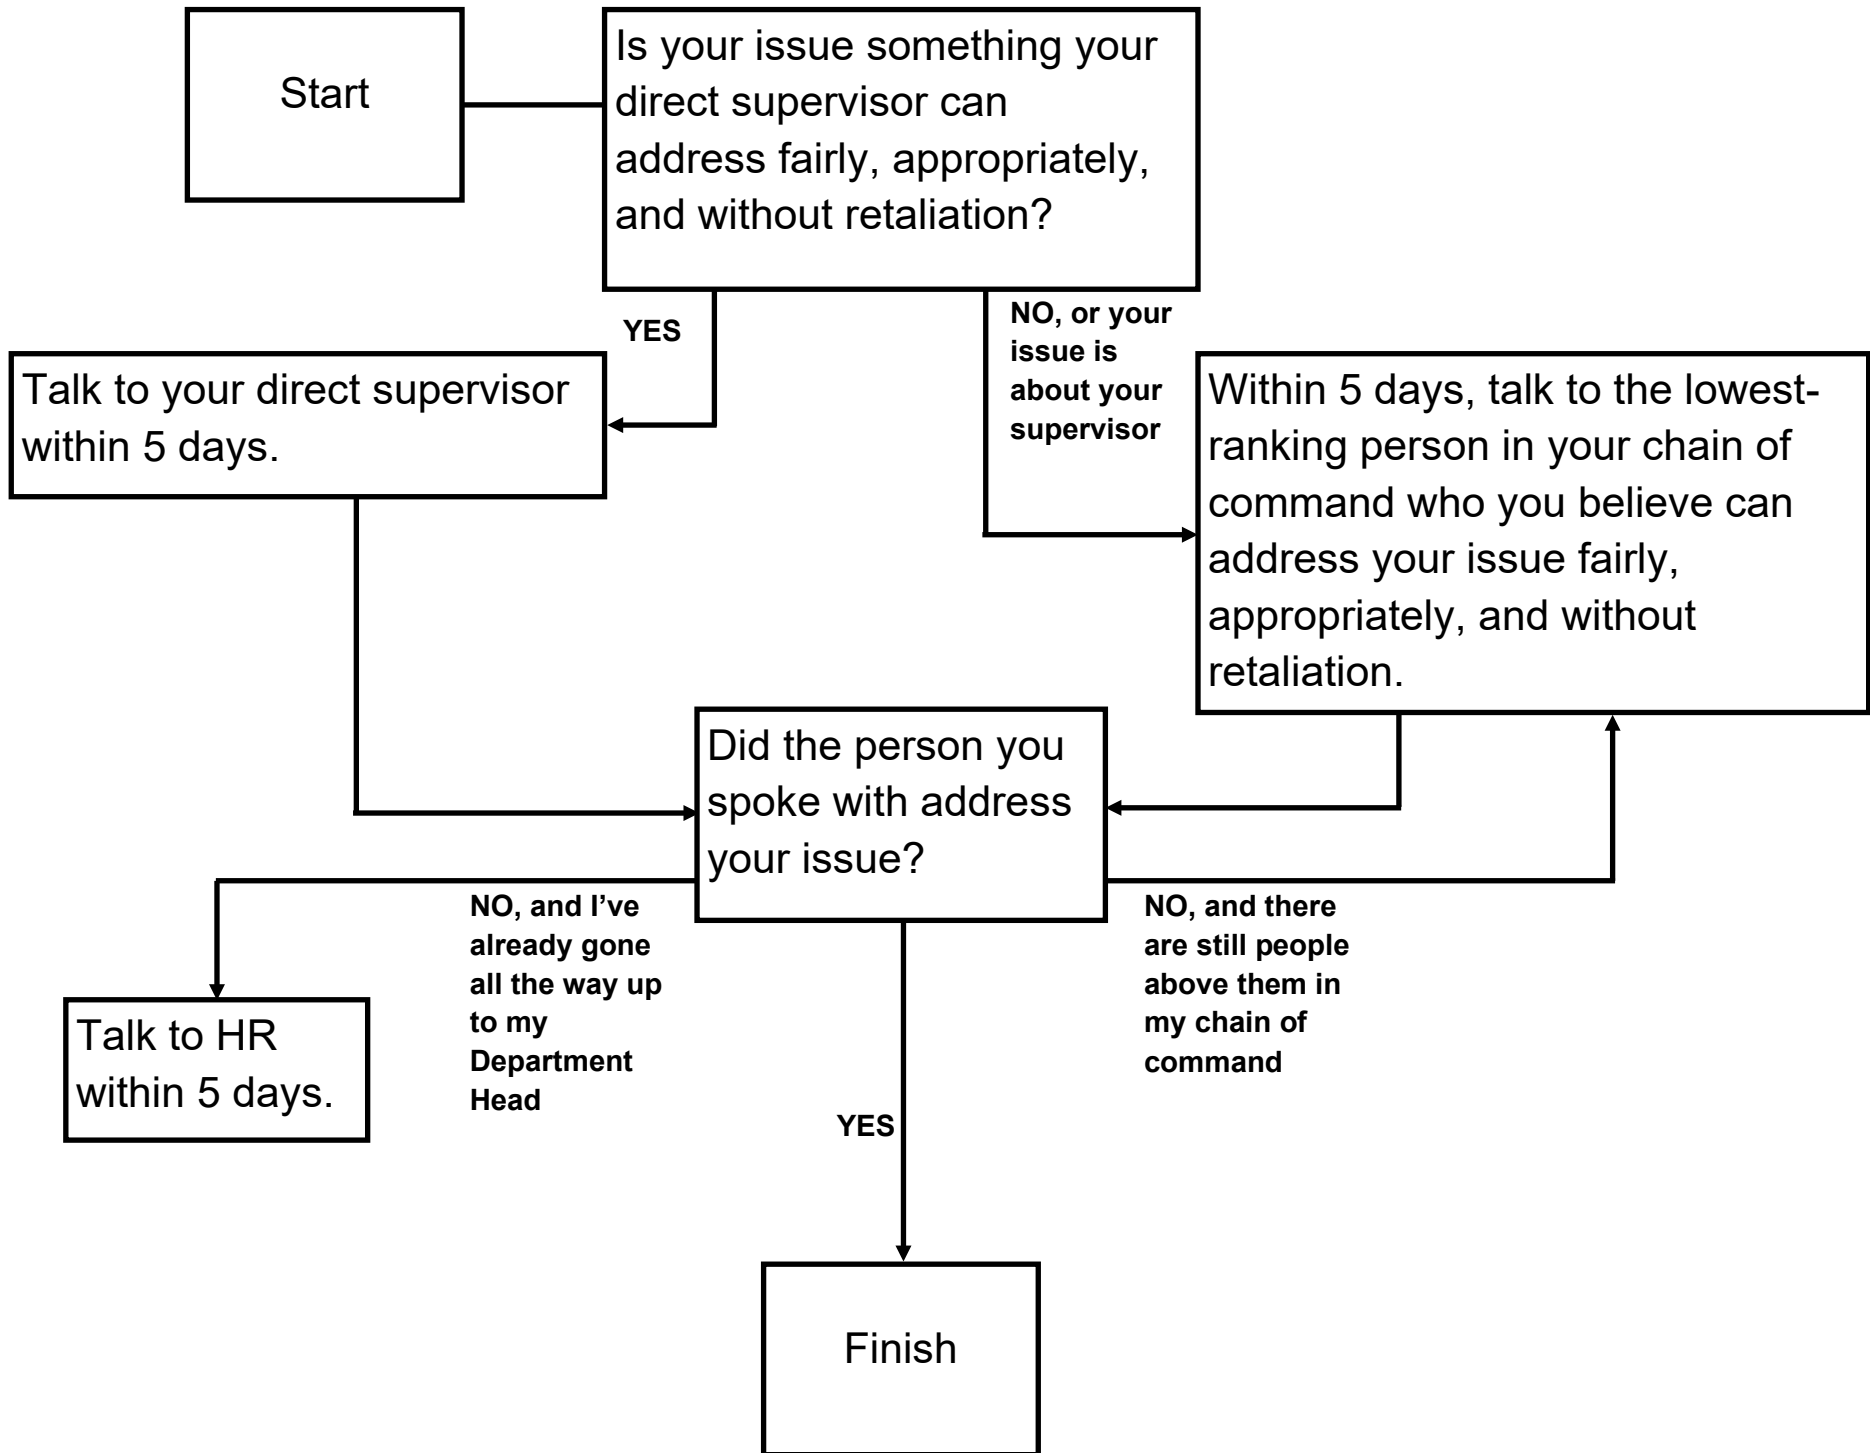 Start
Is your issue something your
direct supervisor can
address fairly, appropriately,
and without retaliation?
YES
NO, or your
issue is
about your
supervisor
Talk to your direct supervisor
within 5 days.
Within 5 days, talk to the lowest-
ranking person in your chain of
command who you believe can
address your issue fairly,
appropriately, and without
retaliation.
Did the person you
spoke with address
your issue?
NO, and I’ve
already gone
all the way up
to my
Department
Head
NO, and there
are still people
above them in
my chain of
command
Talk to HR
within 5 days.
YES
Finish